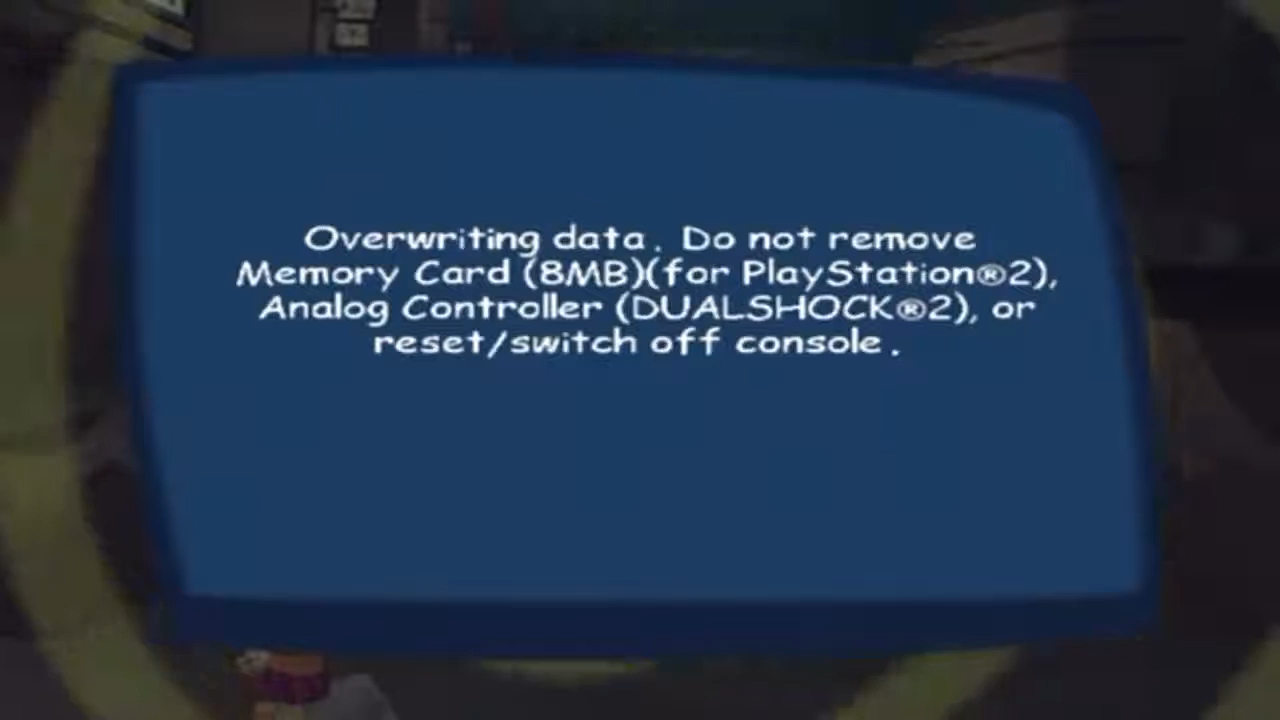 Overwriting data. Do not remove
Memory Card (8MB)(for PlayStation®2),
Analog Controller (DUALSHOCK®2), or
reset/switch off console.